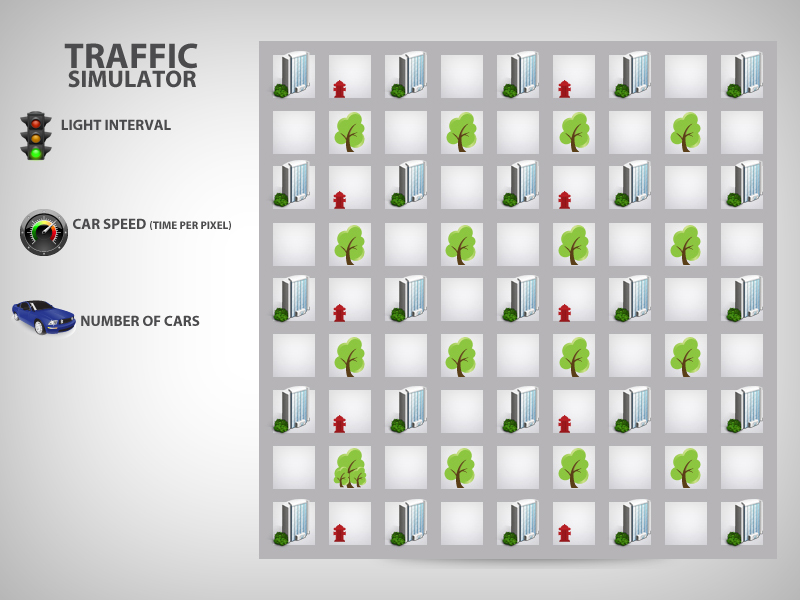 TRAFFIC
SIMULATOR
LIGHT INTERVAL
CAR SPEED (TIME PER PIXEL)
NUMBER OF CARS